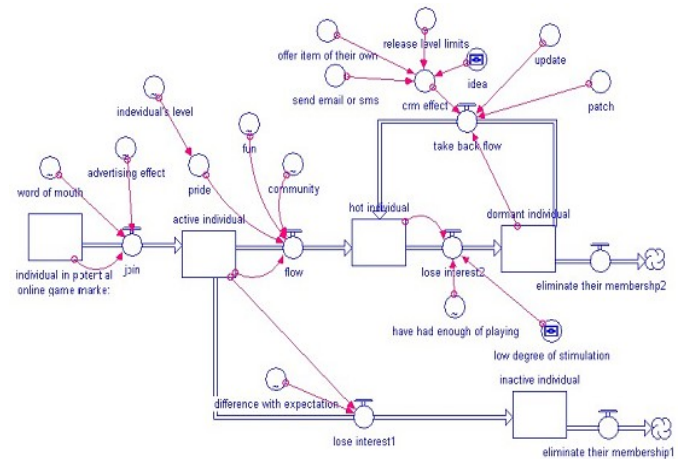 release level limits
offer item of their own
update
idea
send email or sms
crm effect
patch
indevidual's level
fun
take back flow
advertising effect
word of mouth
pride
community
hot individual
active individual
dormant individual
join
flow
lose interest2
individual in potential
online game market
eliminate their membershp2
have had enough of playing
low degree of stimulation
inactive individual
difference with expectation
lose interest1
eliminate their membership1